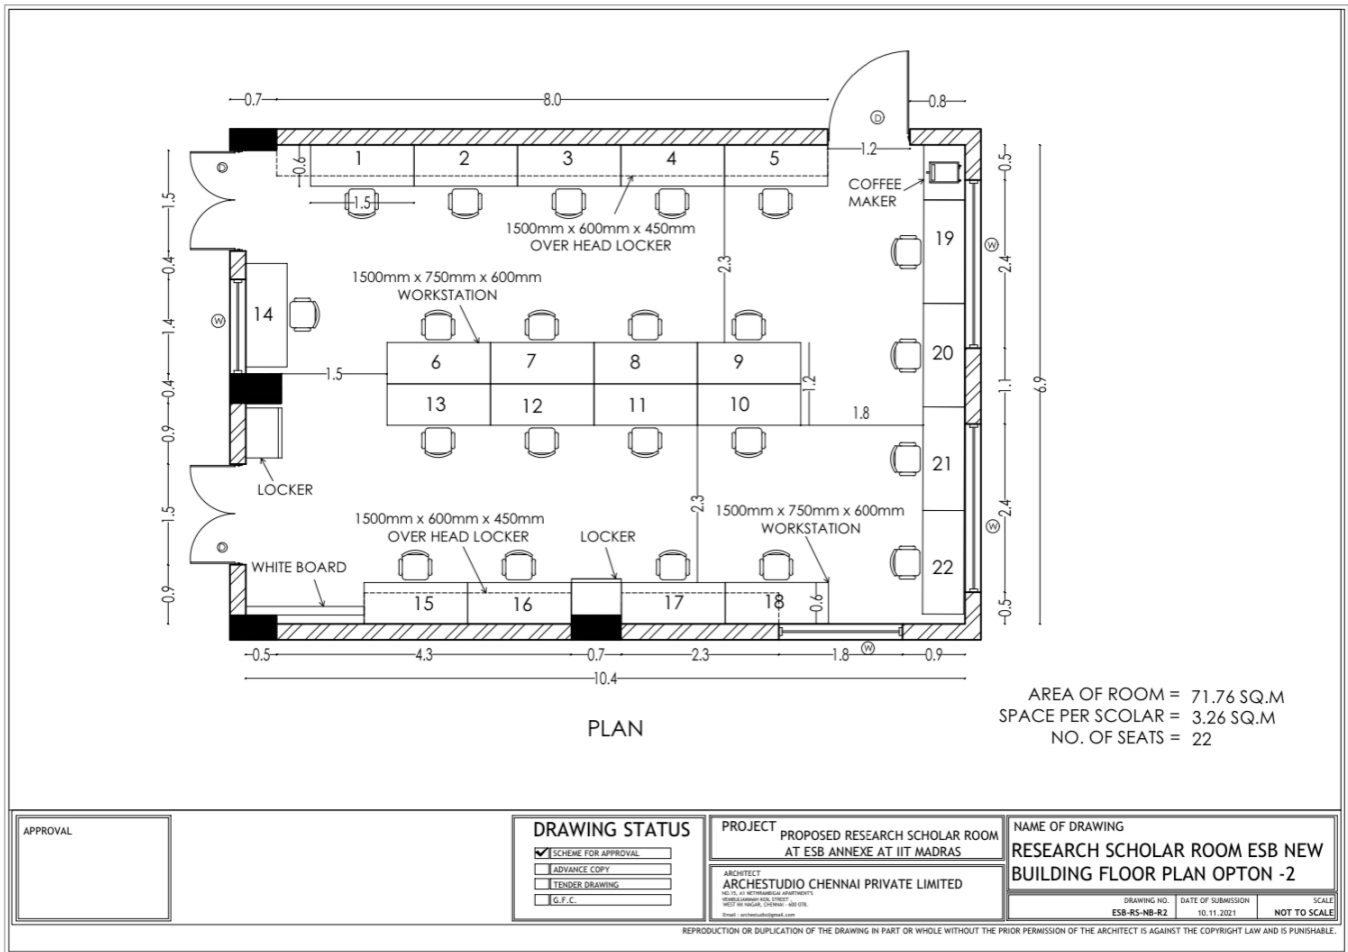 0.7
8.0
0.8
D
1.2
0.6
1
2
3
4
5
COFFEE
MAKER
0.5
1.5
1.5
1500mm x 600mm x 450mm
OVER HEAD LOCKER
19
W
2.4
0.4
2.3
1500mm x 750mm x 600mm
WORKSTATION
14
W
1.4
6
7
8
9
20
1.5
1.2
1.1
6.9
0.4
13
12
11
10
1.8
0.9
21
LOCKER
2.3
1500mm x 600mm x 450mm
OVER HEAD LOCKER
LOCKER
1500mm x 750mm x 600mm
WORKSTATION
2.4
W
1.5
WHITE BOARD
22
0.9
15
16
17
18
0.6
0.5
0.5
4.3
0.7
2.3
1.8
W
0.9
10.4
PLAN
AREA OF ROOM = 71.76 SQ.M
SPACE PER SCOLAR = 3.26 SQ.M
NO. OF SEATS = 22
APPROVAL
DRAWING STATUS
SCHEME FOR APPROVAL
ADVANCE COPY
TENDER DRAWING
G.F.C.
PROJECT
PROPOSED RESEARCH SCHOLAR ROOM
AT ESB ANNEXE AT IIT MADRAS
ARCHITECT
ARCHESTUDIO CHENNAI PRIVATE LIMITED
WEST KK NAGAR, CHENNAI - 600 078.
Email : archestudio@gmail.com
NAME OF DRAWING
RESEARCH SCHOLAR ROOM ESB NEW
BUILDING FLOOR PLAN OPTON -2
DRAWING NO.
ESB-RS-NB-R2
DATE OF SUBMISSION
10.11.2021
SCALE
NOT TO SCALE
REPRODUCTION OR DUPLICATION OF THE DRAWING IN PART OR WHOLE WITHOUT THE PRIOR PERMISSION OF THE ARCHITECT IS AGAINST THE COPYRIGHT LAW AND IS PUNISHABLE.